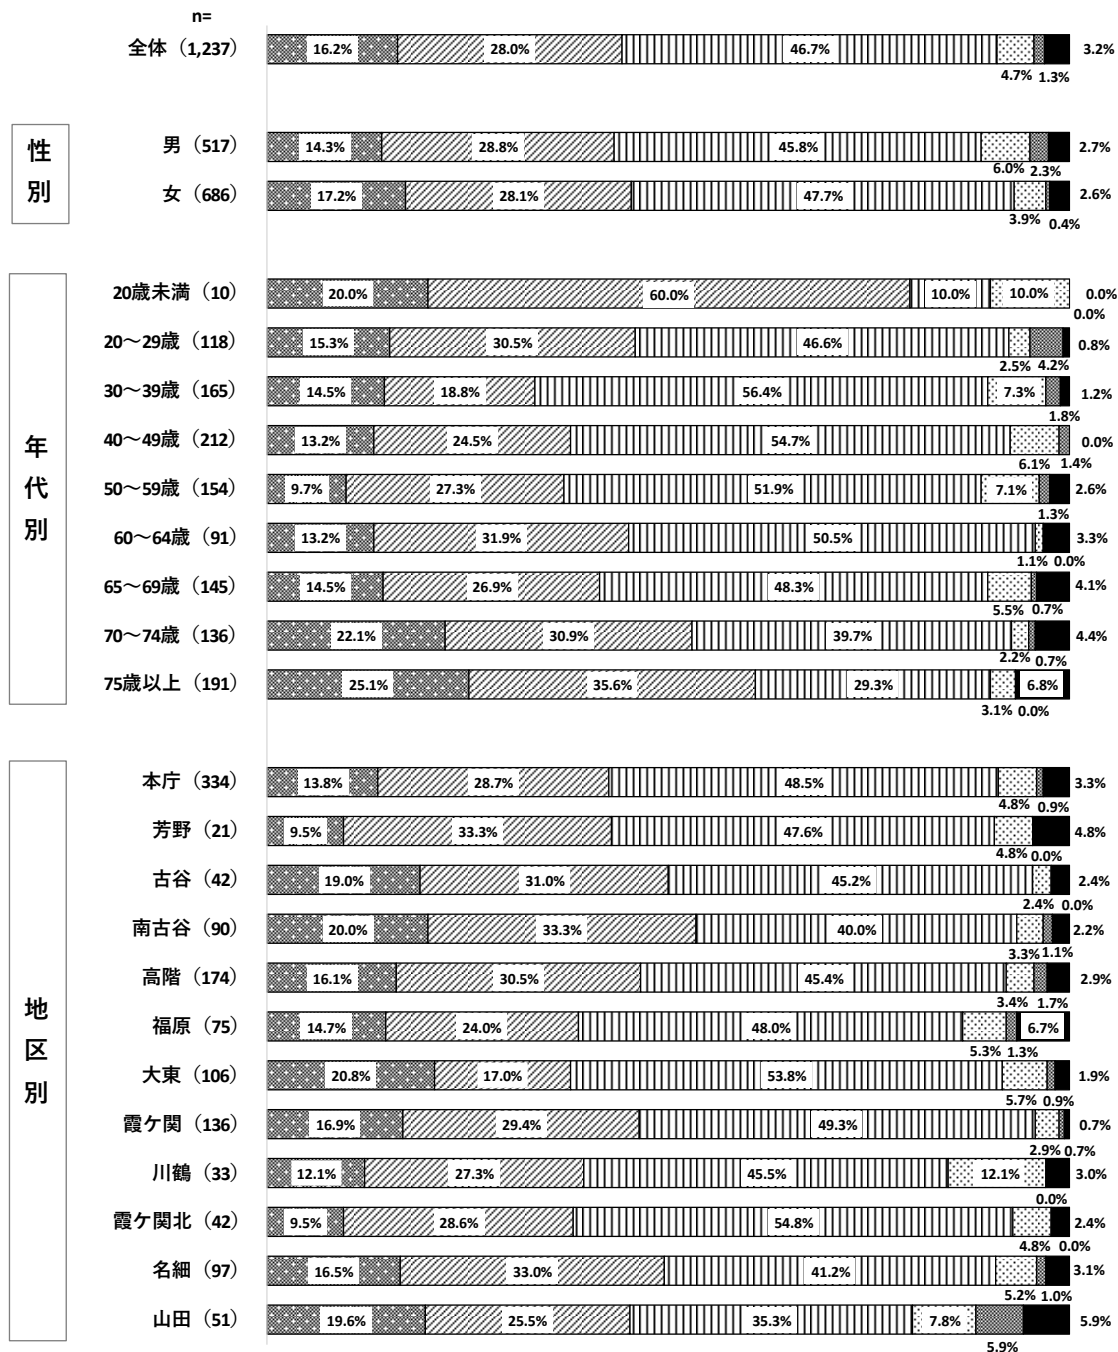 n=
全体（1,237） 16.2% 28.0% 46.7% 3.2%
4.7% 1.3%
性別
男（517） 14.3% 28.8% 45.8% 2.7%
6.0% 2.3%
女（686） 17.2% 28.1% 47.7% 2.6%
3.9% 0.4%
年代別
20歳未満（10） 20.0% 60.0% 10.0% 10.0% 0.0%
0.0%
20～29歳（118） 15.3% 30.5% 46.6% 0.8%
2.5% 4.2%
30～39歳（165） 14.5% 18.8% 56.4% 7.3% 1.2%
1.8%
40～49歳（212） 13.2% 24.5% 54.7% 0.0%
6.1% 1.4%
50～59歳（154） 9.7% 27.3% 51.9% 7.1% 2.6%
1.3%
60～64歳（91） 13.2% 31.9% 50.5% 3.3%
1.1% 0.0%
65～69歳（145） 14.5% 26.9% 48.3% 4.1%
5.5% 0.7%
70～74歳（136） 22.1% 30.9% 39.7% 4.4%
2.2% 0.7%
75歳以上（191） 25.1% 35.6% 29.3% 6.8%
3.1% 0.0%
地区別
本庁（334） 13.8% 28.7% 48.5% 3.3%
4.8% 0.9%
芳野（21） 9.5% 33.3% 47.6% 4.8%
4.8% 0.0%
古谷（42） 19.0% 31.0% 45.2% 2.4%
2.4% 0.0%
南古谷（90） 20.0% 33.3% 40.0% 2.2%
3.3% 1.1%
高階（174） 16.1% 30.5% 45.4% 2.9%
3.4% 1.7%
福原（75） 14.7% 24.0% 48.0% 6.7%
5.3% 1.3%
大東（106） 20.8% 17.0% 53.8% 1.9%
5.7% 0.9%
霞ケ関（136） 16.9% 29.4% 49.3% 0.7%
2.9% 0.7%
川鶴（33） 12.1% 27.3% 45.5% 12.1% 3.0%
0.0%
霞ケ関北（42） 9.5% 28.6% 54.8% 2.4%
4.8% 0.0%
名細（97） 16.5% 33.0% 41.2% 3.1%
5.2% 1.0%
山田（51） 19.6% 25.5% 35.3% 7.8% 5.9%
5.9%